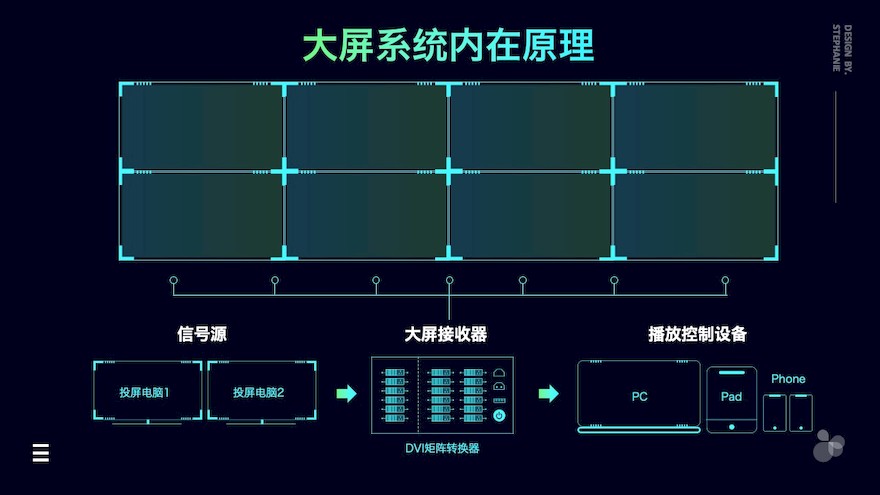 大屏系统内在原理
DESIGN BY.
STEPHANIE
信号源
大屏接收器
播放控制设备
投屏电脑1
投屏电脑2
PC
Pad
Phone
DVI矩阵转换器